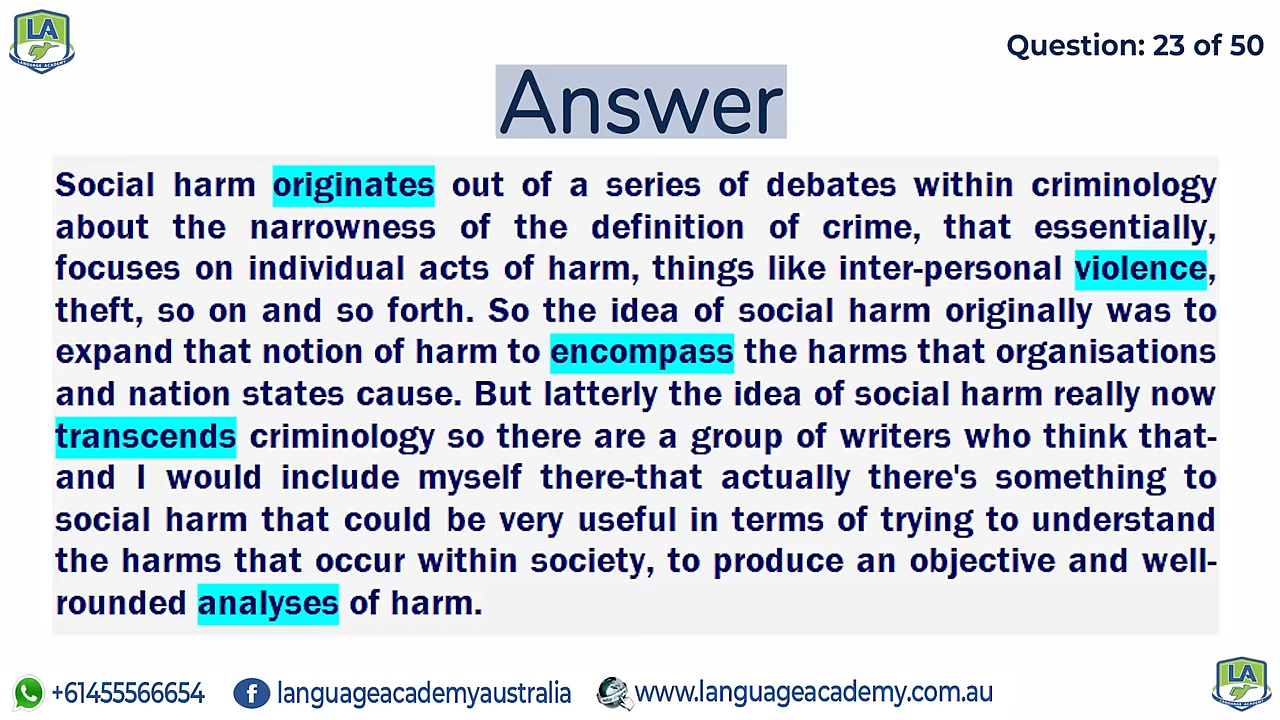 LA
LANGUAGE ACADEMY
Question: 23 of 50
Answer
Social harm originates out of a series of debates within criminology
about the narrowness of the definition of crime, that essentially,
focuses on individual acts of harm, things like inter-personal violence,
theft, so on and so forth. So the idea of social harm originally was to
expand that notion of harm to encompass the harms that organisations
and nation states cause. But latterly the idea of social harm really now
transcends criminology so there are a group of writers who think that-
and I would include myself there-that actually there's something to
social harm that could be very useful in terms of trying to understand
the harms that occur within society, to produce an objective and well-
rounded analyses of harm.
+61455566654
languageacademyaustralia
www.languageacademy.com.au
LA
LANGUAGE ACADEMY